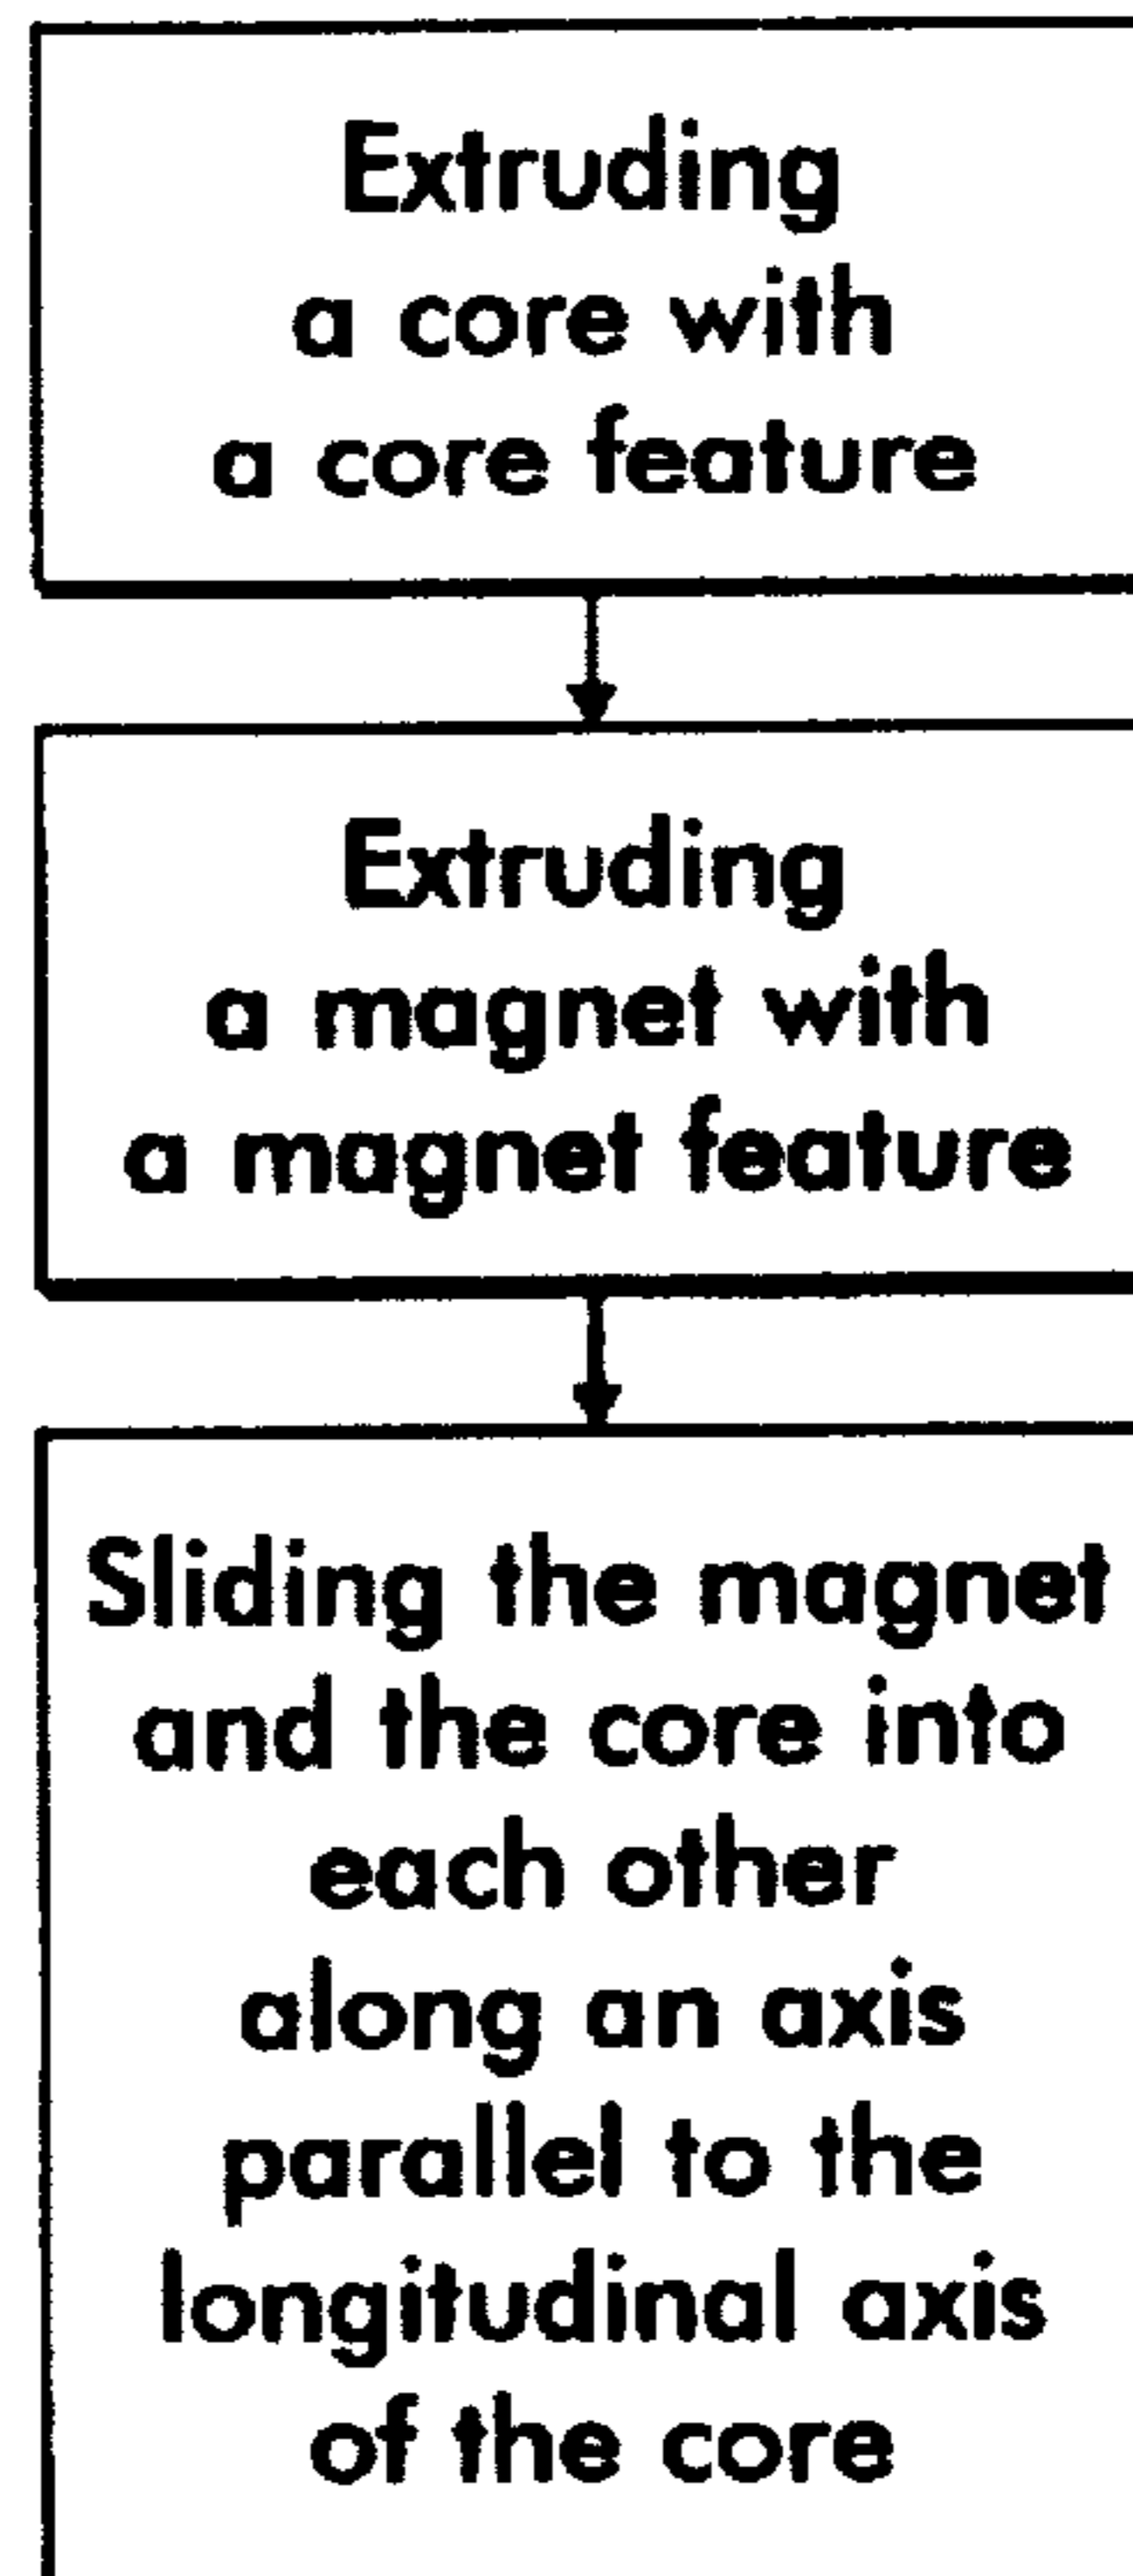 Extruding
a core with
a core feature
Extruding
a magnet with
a magnet feature
Sliding the magnet
and the core into
each other
along an axis
parallel to the
longitudinal axis
of the core